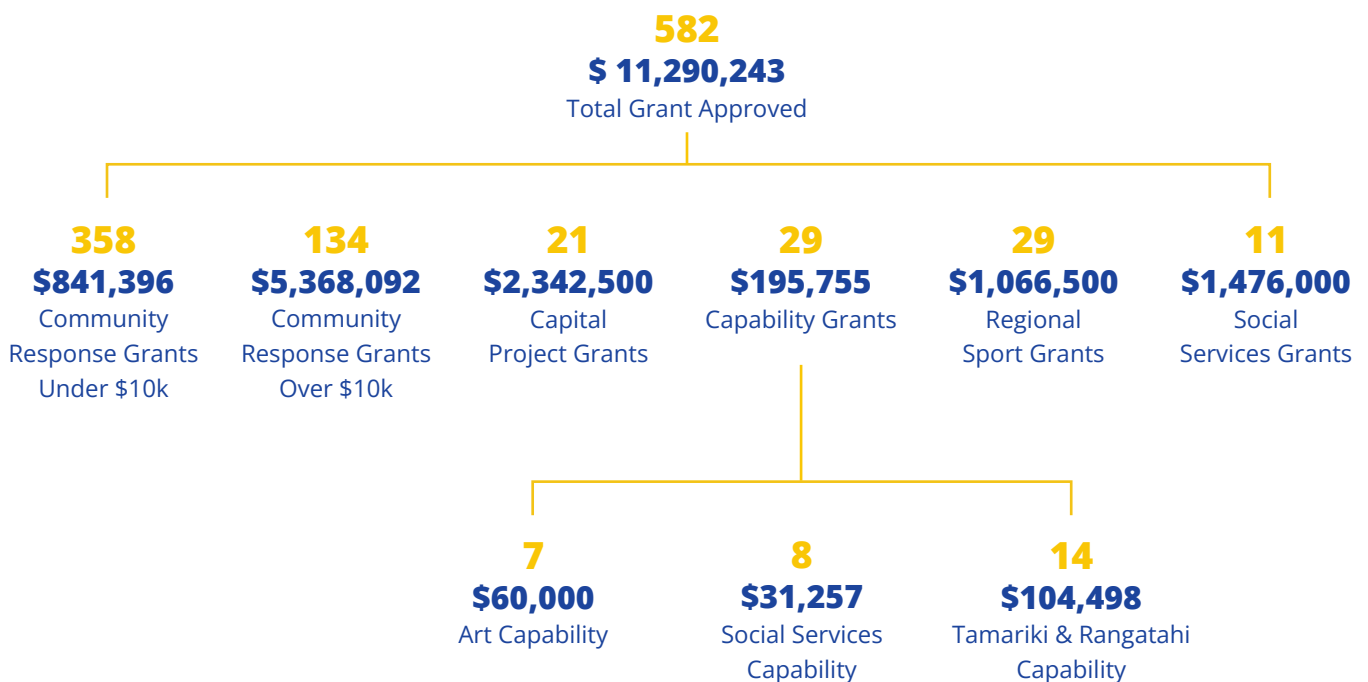 582
$ 11,290,243
Total Grant Approved
358
$841,396
Community
Response Grants
Under $10k
134
$5,368,092
Community
Response Grants
Over $10k
21
$2,342,500
Capital
Project Grants
29
$195,755
Capability Grants
29
$1,066,500
Regional
Sport Grants
11
$1,476,000
Social
Services Grants
7
$60,000
Art Capability
8
$31,257
Social Services
Capability
14
$104,498
Tamariki & Rangatahi
Capability